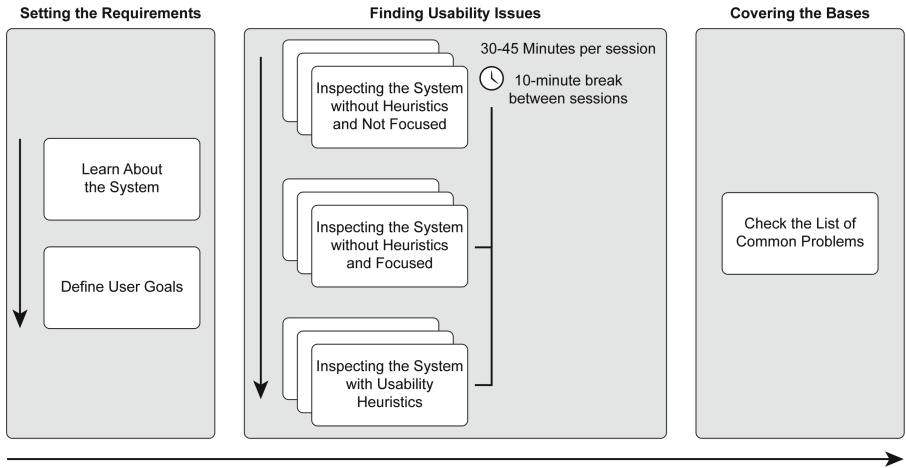 Setting the Requirements
Learn About
the System
Define User Goals
Finding Usability Issues
30-45 Minutes per session
10-minute break
between sessions
Inspecting the System
without Heuristics
and Not Focused
Inspecting the System
without Heuristics
and Focused
Inspecting the System
with Usability
Heuristics
Covering the Bases
Check the List of
Common Problems